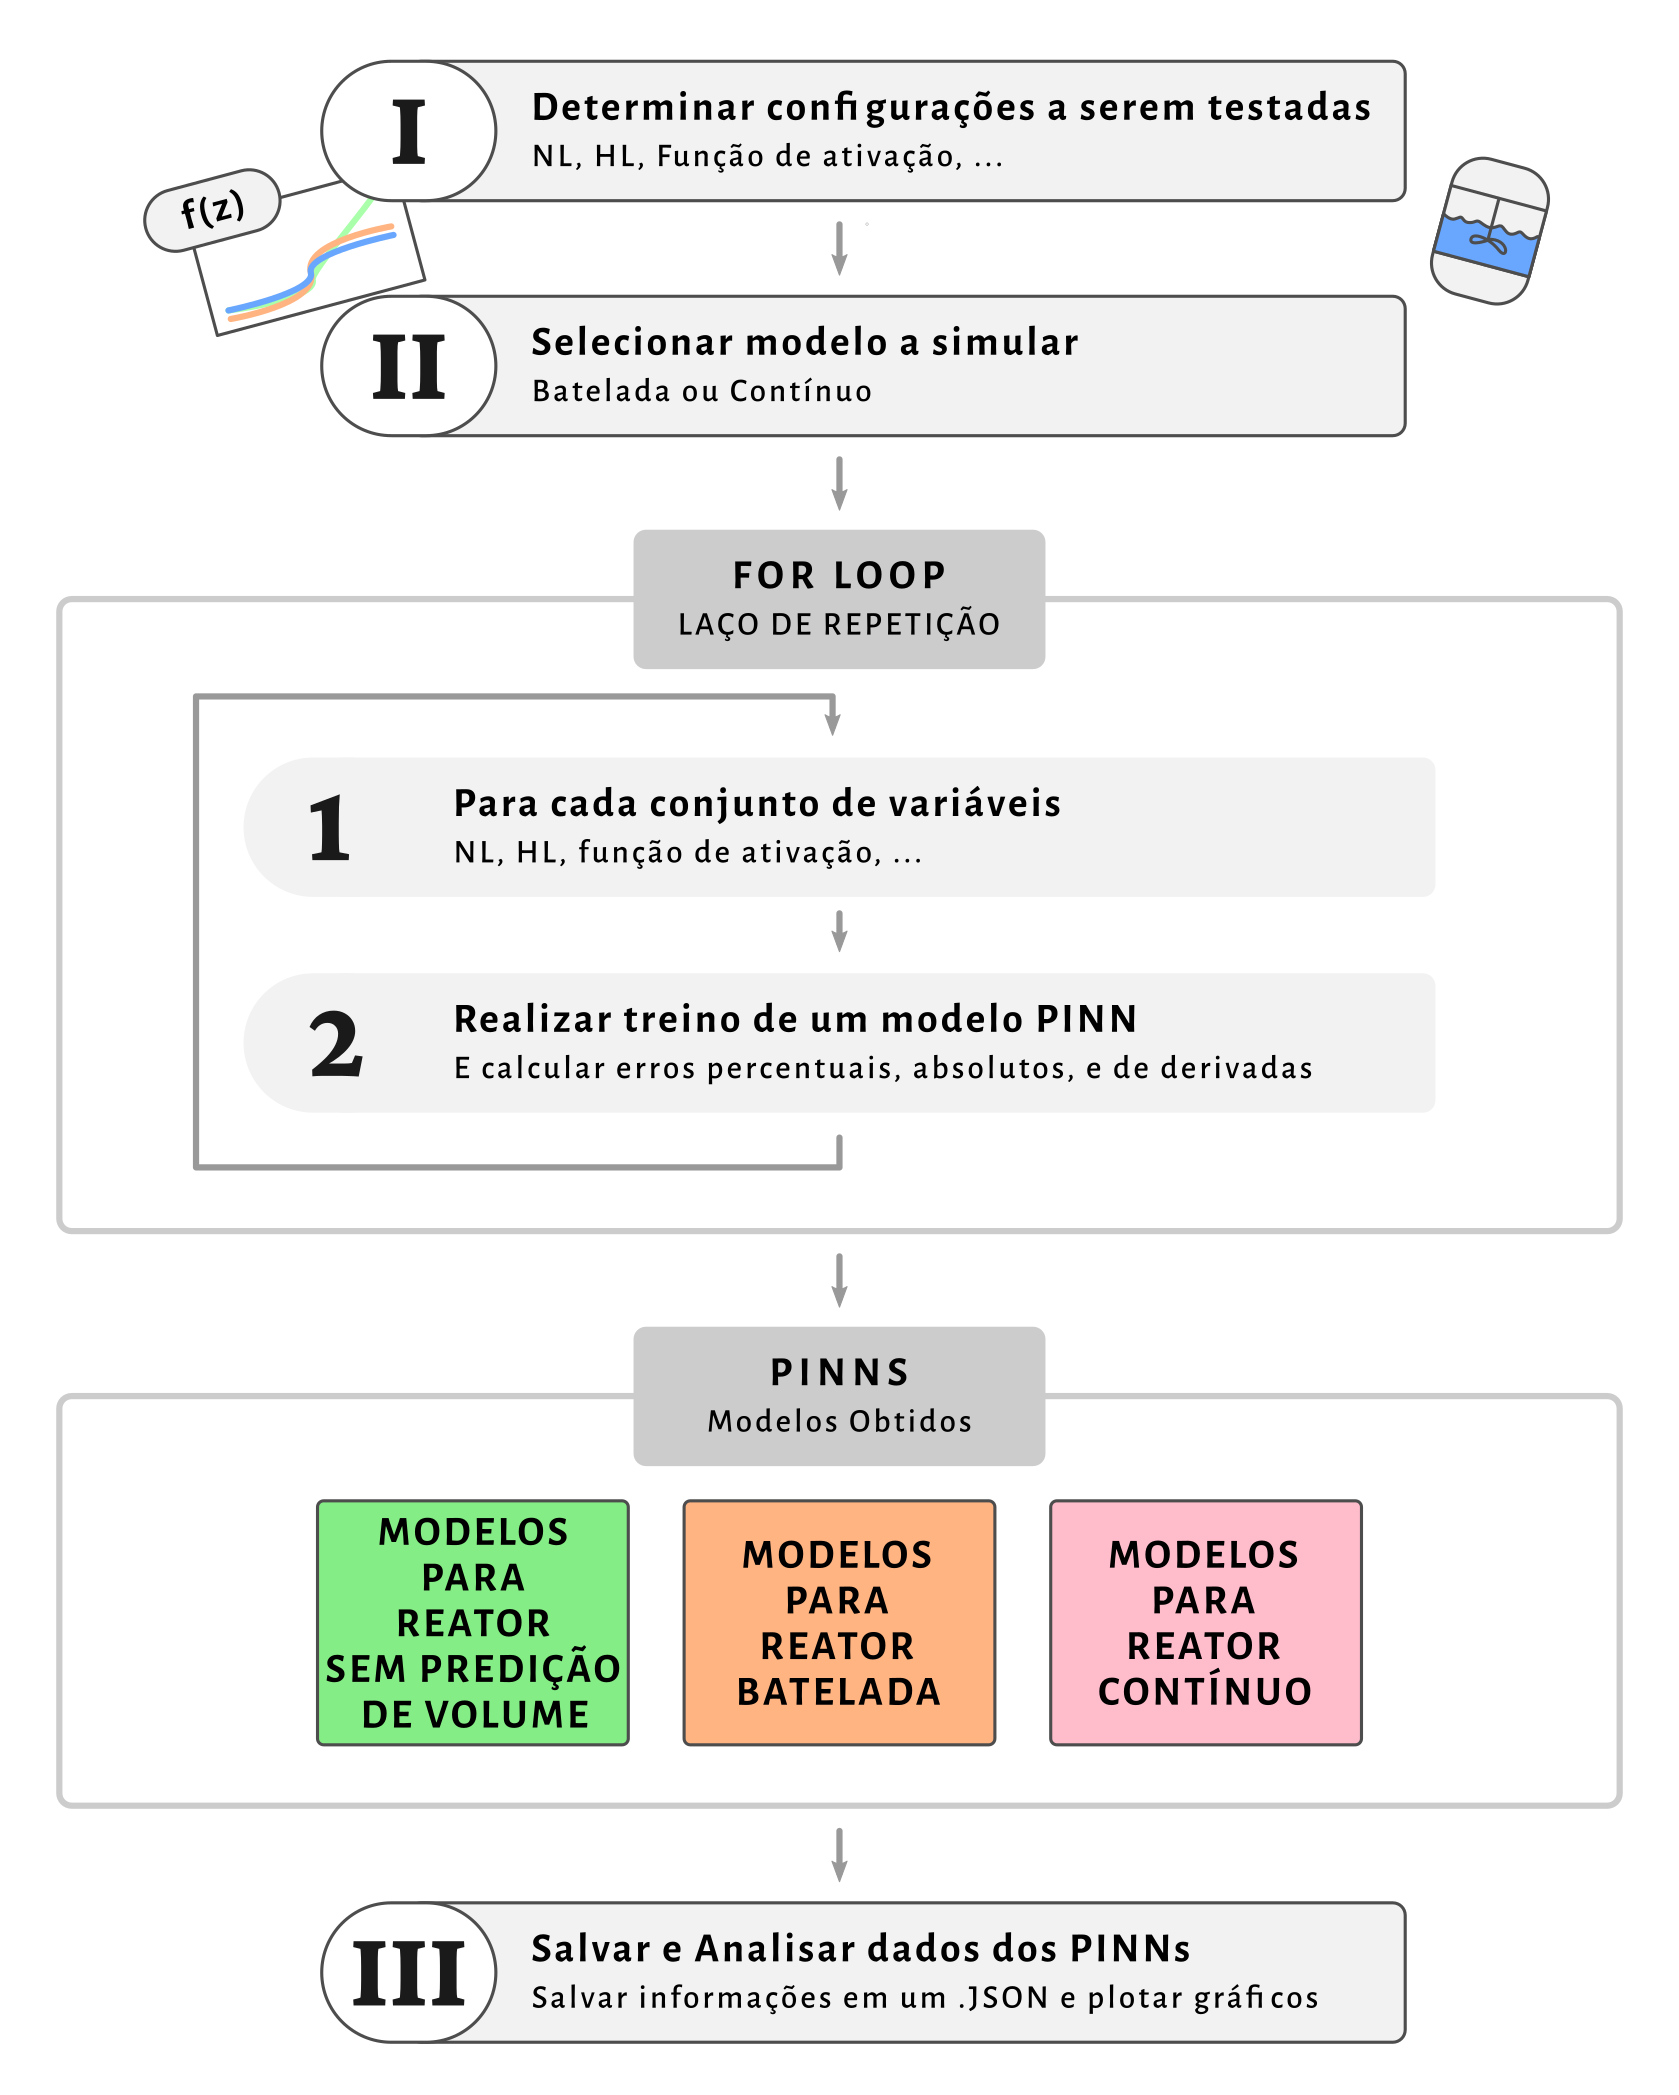 I
Determinar configurações a serem testadas
NL, HL, Função de ativação, ...
f(z)
II
Selecionar modelo a simular
Batelada ou Contínuo
FOR LOOP
LAÇO DE REPETIÇÃO
1
Para cada conjunto de variáveis
NL, HL, função de ativação, ...
2
Realizar treino de um modelo PINN
E calcular erros percentuais, absolutos, e de derivadas
PINNS
Modelos Obtidos
MODELOS
PARA
REATOR
SEM PREDIÇÃO
DE VOLUME
MODELOS
PARA
REATOR
BATELADA
MODELOS
PARA
REATOR
CONTÍNUO
III
Salvar e Analisar dados dos PINNs
Salvar informações em um .JSON e plotar gráficos